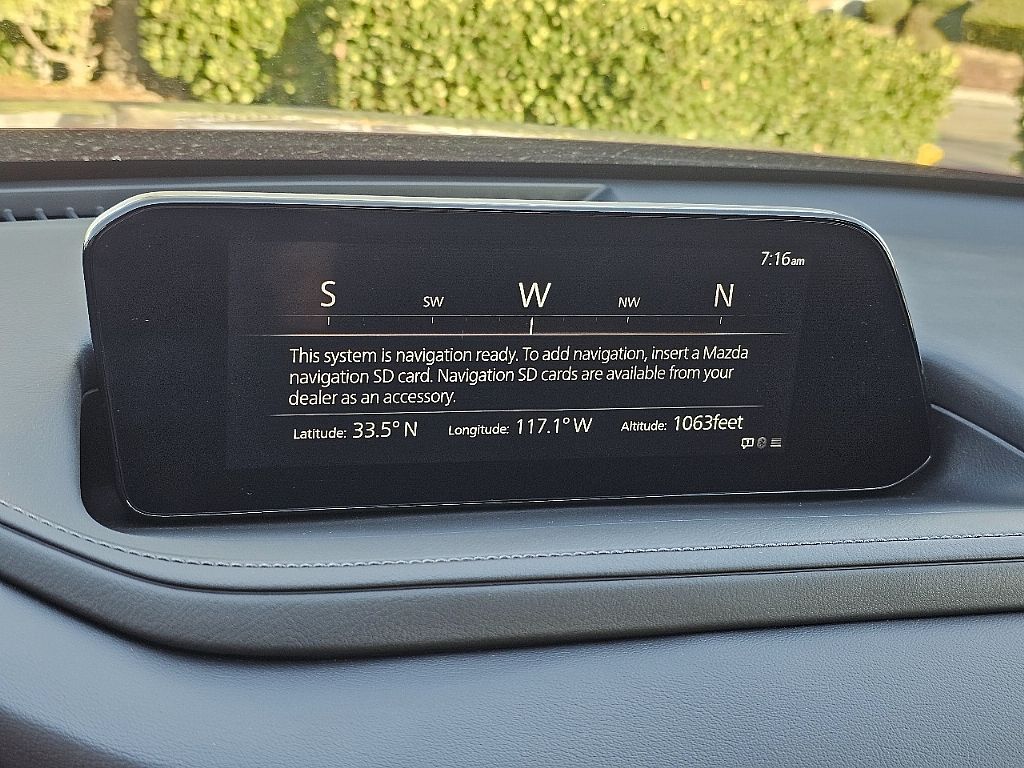 7:16am
S SW W NW N
This system is navigation ready. To add navigation, insert a Mazda
navigation SD card. Navigation SD cards are available from your
dealer as an accessory.
Latitude: 33.5° N Longitude: 117.1° W Altitude: 1063feet